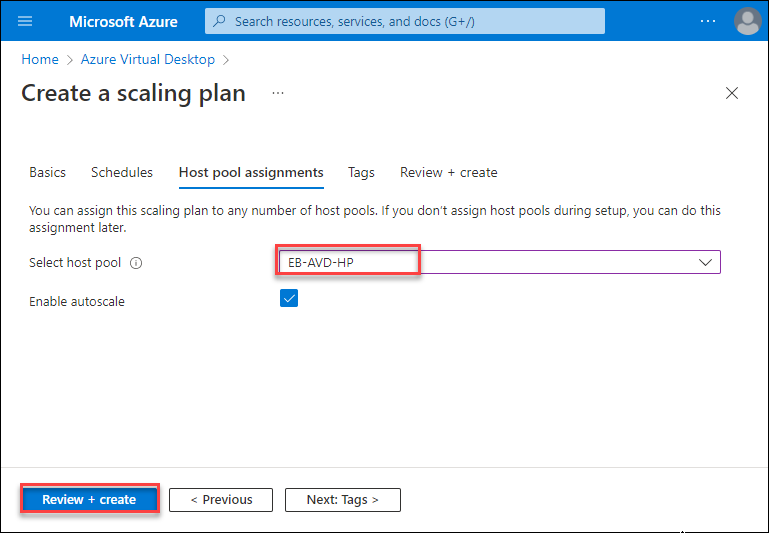 Microsoft Azure
Search resources, services, and docs (G+/)
...
Home > Azure Virtual Desktop >
Create a scaling plan ...
Basics Schedules Host pool assignments Tags Review + create
You can assign this scaling plan to any number of host pools. If you don't assign host pools during setup, you can do this
assignment later.
Select host pool
EB-AVD-HP
Enable autoscale
Review + create
< Previous
Next: Tags >